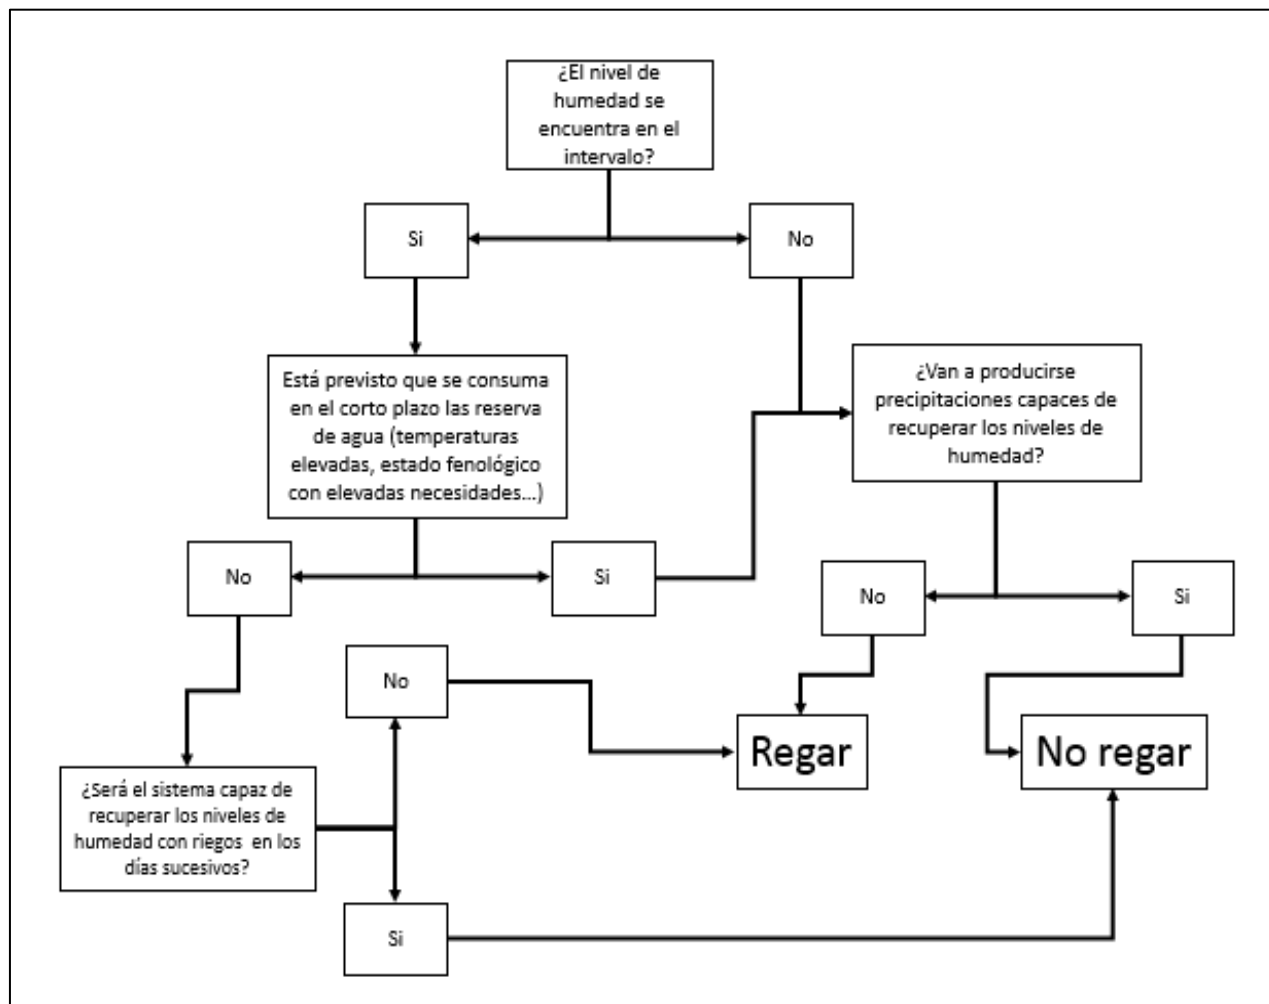 ¿El nivel de
humedad se
encuentra en el
intervalo?
Si
No
Está previsto que se consuma
en el corto plazo las reserva
de agua (temperaturas
elevadas, estado fenológico
con elevadas necesidades…)
¿Van a producirse
precipitaciones capaces de
recuperar los niveles de
humedad?
No
Si
No
Si
No
Regar
No regar
¿Será el sistema capaz de
recuperar los niveles de
humedad con riegos  en los
días sucesivos?
Si